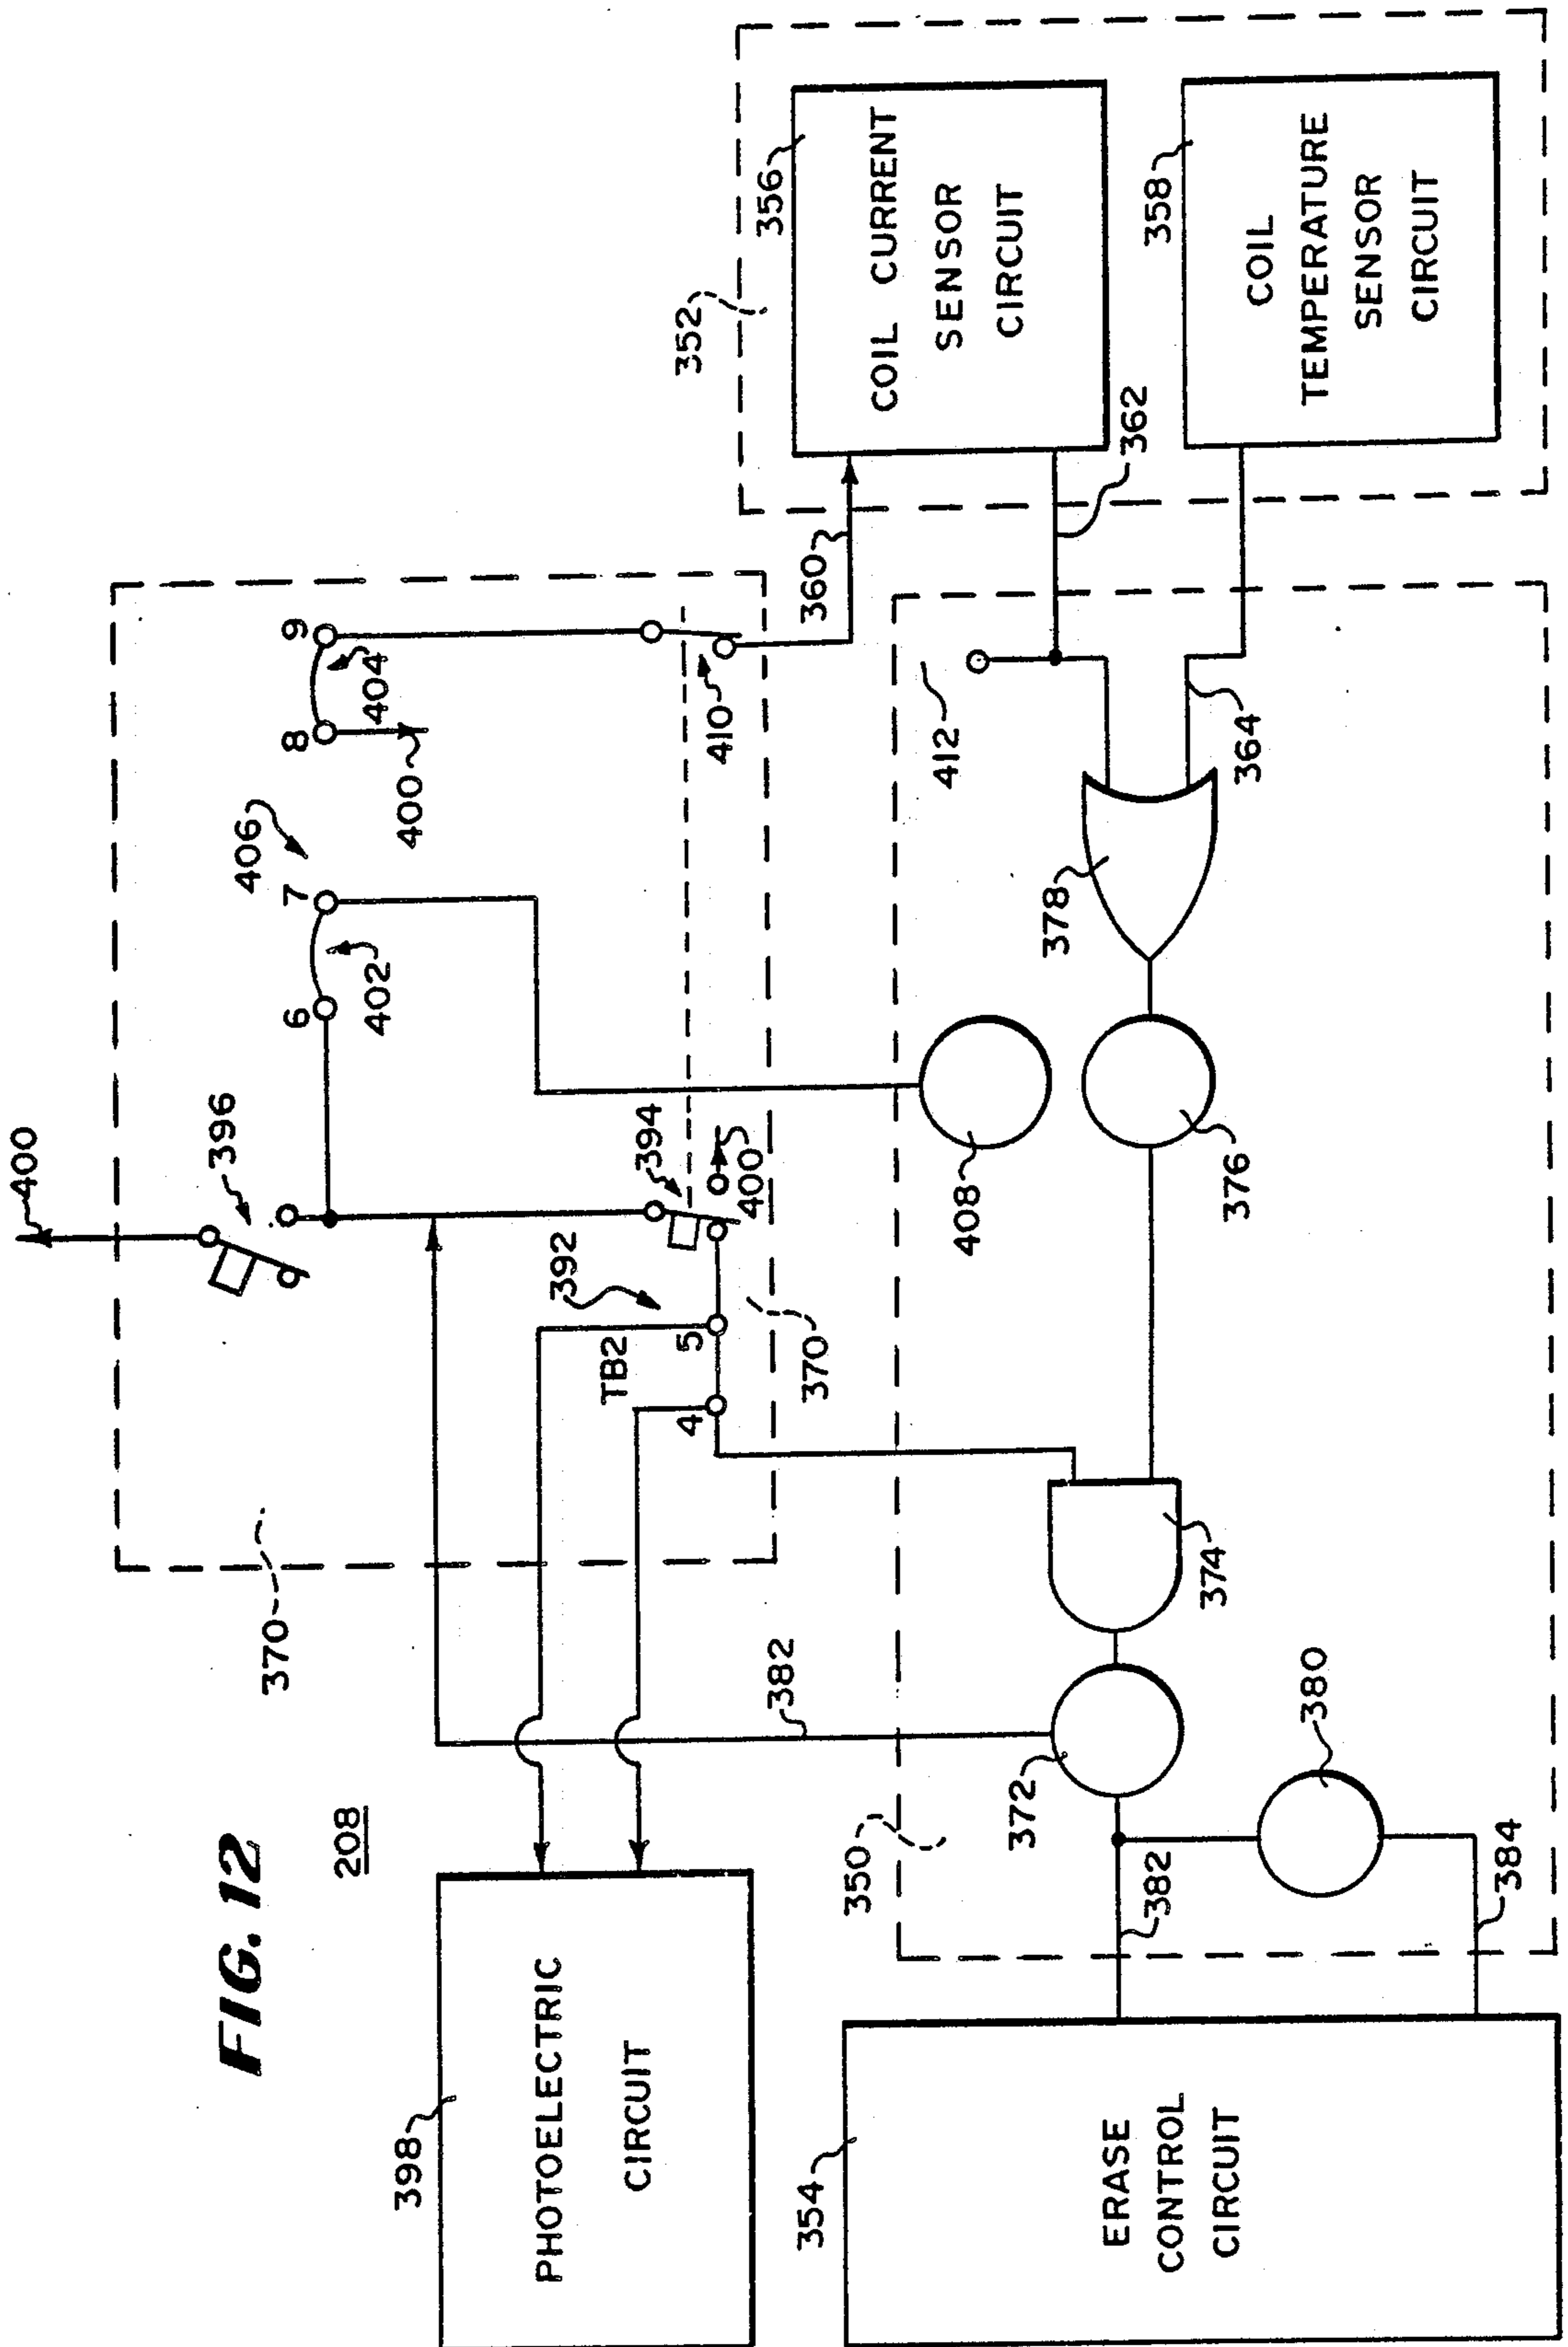 FIG. 12
208
398
PHOTOELECTRIC
CIRCUIT
354
ERASE
CONTROL
CIRCUIT
370
382
350
372
382
380
384
374
TB2
4
5
392
370
394
400
396
400
6
7
402
406
408
376
378
8
9
404
400
410
412
364
360
362
352
356
COIL CURRENT
SENSOR
CIRCUIT
358
COIL
TEMPERATURE
SENSOR
CIRCUIT